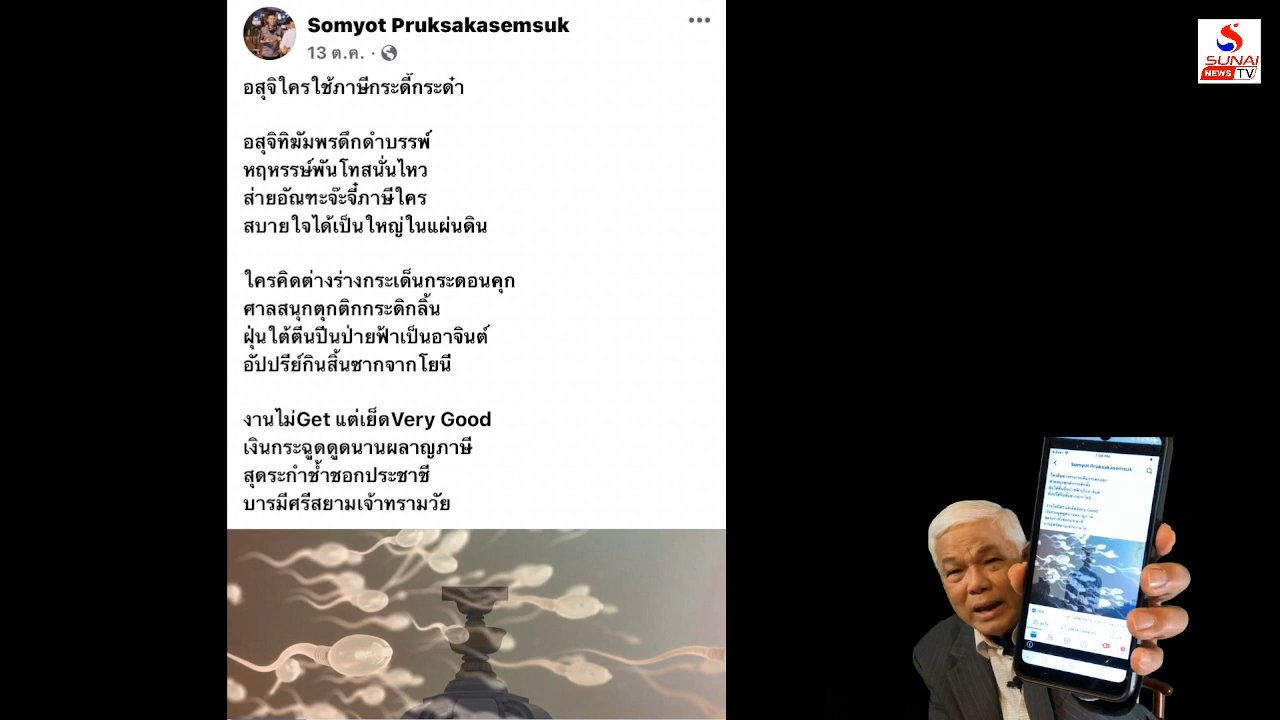 Somyot Pruksakasemsuk
13 ต.ค. ·
อสุจิใครใช้ภาษีกระดี้กระด๋า
อสุจิทิฆัมพรดึกดำบรรพ์
หฤหรรษ์พันโทสนั่นไหว
ส่ายอัณฑะจ๊ะจี๋ภาษีใคร
สบายใจได้เป็นใหญ่ในแผ่นดิน
ใครคิดต่างร่างกระเด็นกระดอนคุก
ศาลสนุกตุกติกกระดิกลิ้น
ฝุ่นใต้ตีนปีนป่ายฟ้าเป็นอาจินต์
อัปปรีย์กินสิ้นซากจากโยนี
งานไม่Get แต่เย็ดVery Good
เงินกระฉูดดูดนานผลาญภาษี
สุดระกำช้ำชอกประชาชี
บารมีศรีสยามเจ้าทรามวัย
SUNAI
NEWS TV
Somyot Pruksakasemsuk